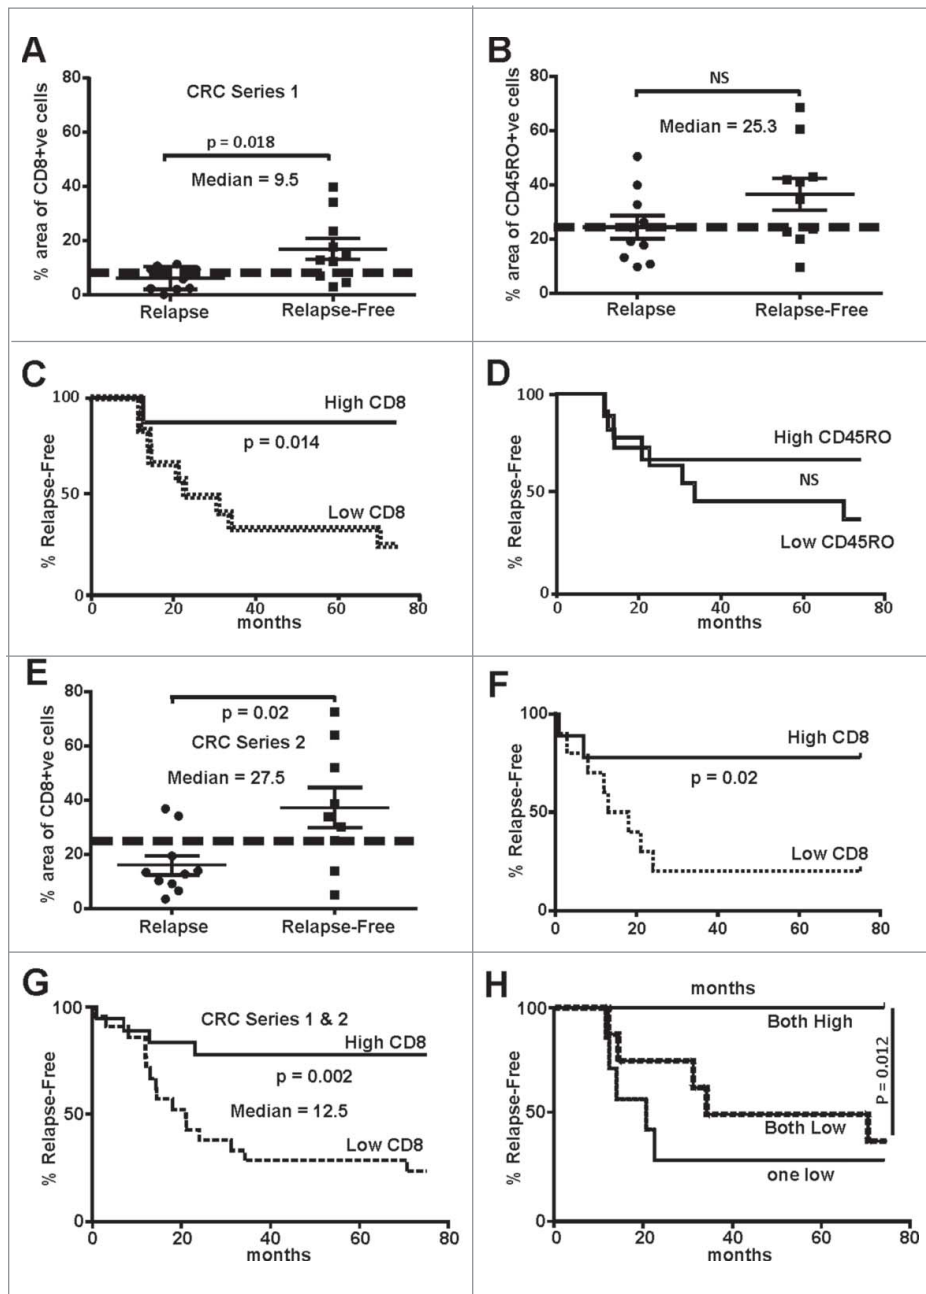 A
% area of CD8+ve cells
80
60
40
20
0
CRC Series 1
p = 0.018
Median = 9.5
Relapse
Relapse-Free
B
% area of CD45RO+ve cells
80
60
40
20
0
NS
Median = 25.3
Relapse
Relapse-Free
C
% Relapse-Free
100
50
0
High CD8
p = 0.014
Low CD8
0
20
40
60
80
months
D
% Relapse-Free
100
50
0
High CD45RO
NS
Low CD45RO
0
20
40
60
80
months
E
% area of CD8+ve cells
80
60
40
20
0
p = 0.02
CRC Series 2
Median = 27.5
Relapse
Relapse-Free
F
% Relapse-Free
100
50
0
High CD8
p = 0.02
Low CD8
0
20
40
60
80
months
G
% Relapse-Free
100
50
0
CRC Series 1 & 2
High CD8
p = 0.002
Median = 12.5
Low CD8
0
20
40
60
80
months
H
% Relapse-Free
100
50
0
Both High
P = 0.012
Both Low
one low
0
20
40
60
80
months